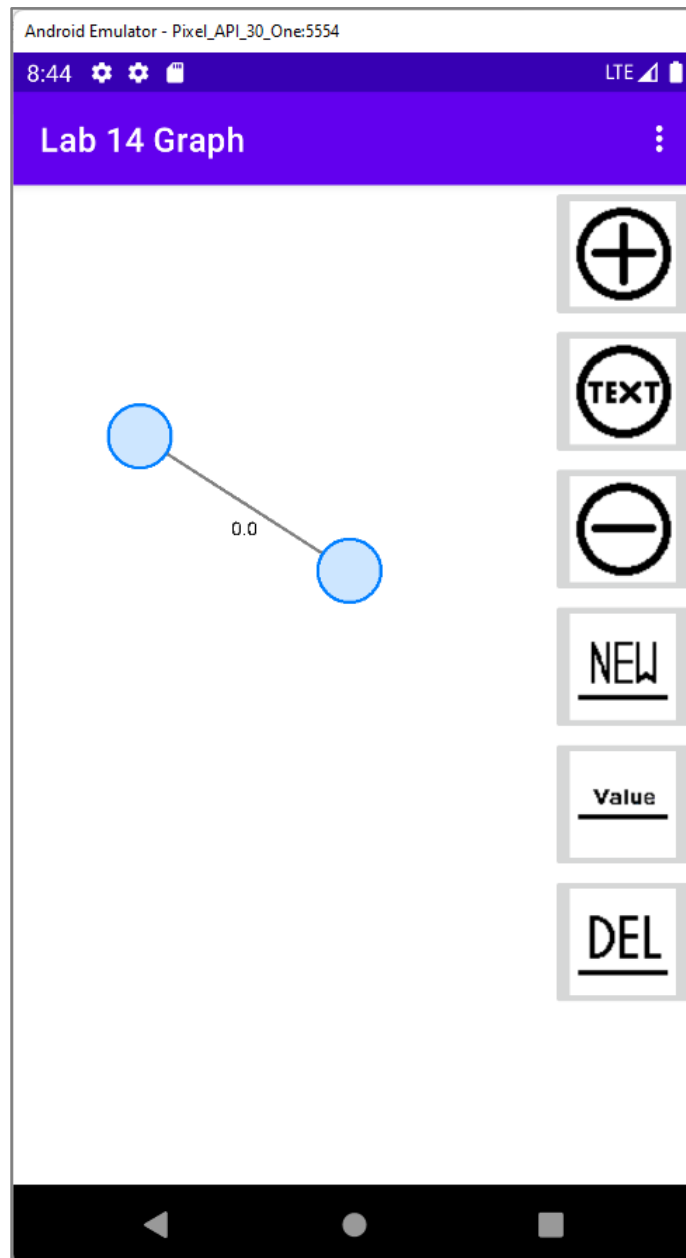 Android Emulator - Pixel_API_30_One:5554
8:44 LTE
Lab 14 Graph
TEXT
0.0
NEW
Value
DEL